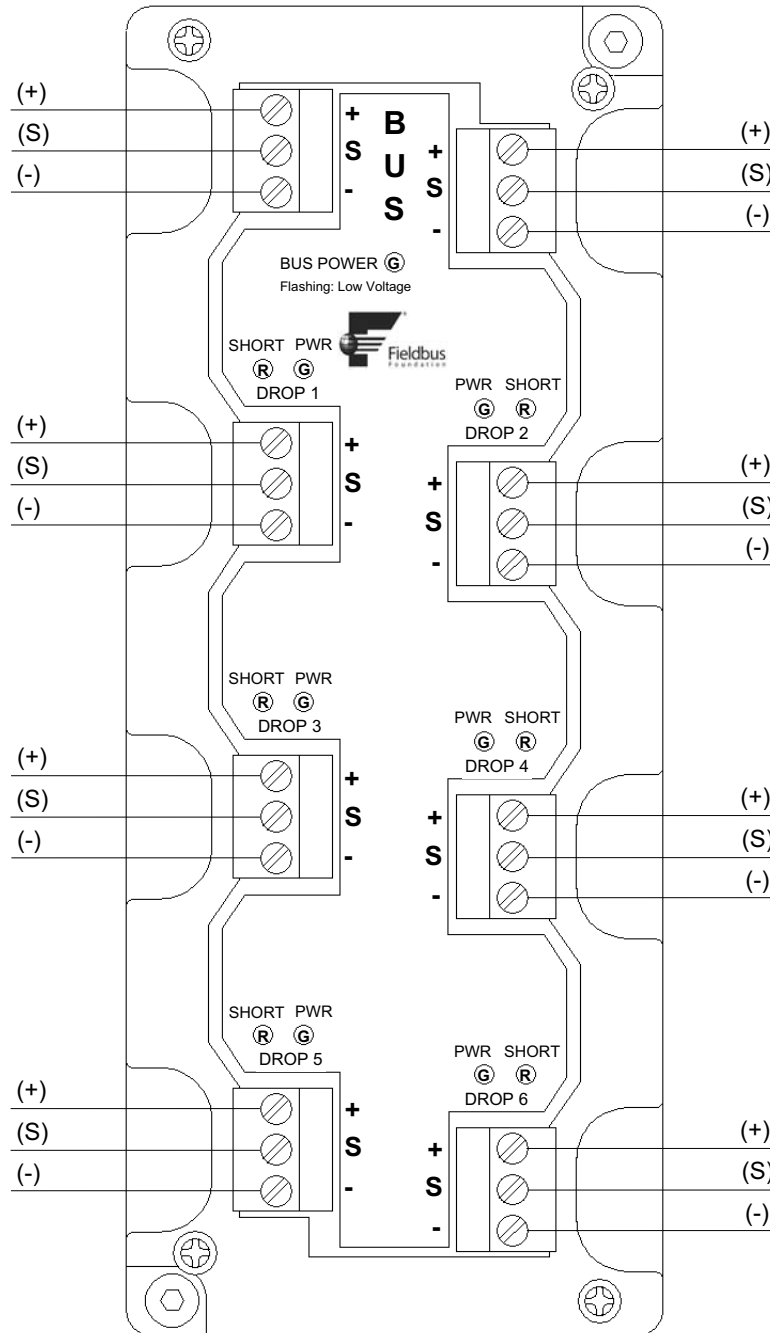 (+)
(S)
(-)
+
S
-
B
U
S
+
S
-
(+)
(S)
(-)
BUS POWER G
Flashing: Low Voltage
Fieldbus
Foundation
SHORT PWR
R G
DROP 1
PWR SHORT
G R
DROP 2
(+)
(S)
(-)
+
S
-
+
S
-
(+)
(S)
(-)
SHORT PWR
R G
DROP 3
PWR SHORT
G R
DROP 4
(+)
(S)
(-)
+
S
-
+
S
-
(+)
(S)
(-)
SHORT PWR
R G
DROP 5
PWR SHORT
G R
DROP 6
(+)
(S)
(-)
+
S
-
+
S
-
(+)
(S)
(-)